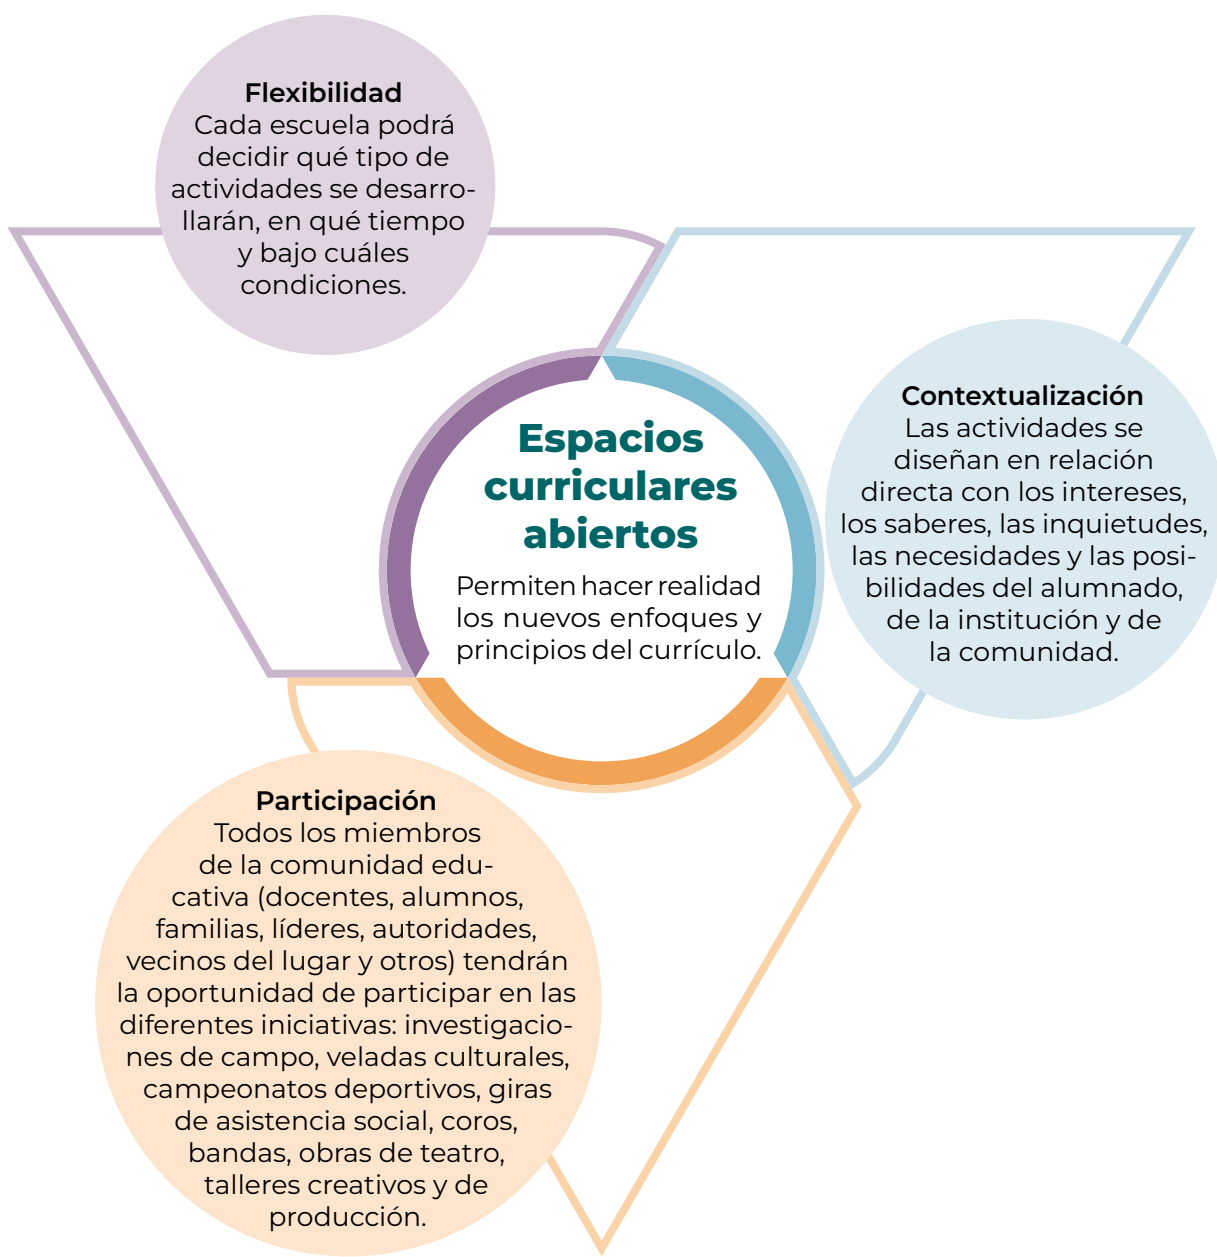 Flexibilidad
Cada escuela podrá
decidir qué tipo de
actividades se desarro-
llarán, en qué tiempo
y bajo cuáles
condiciones.
Espacios
curriculares
abiertos
Permiten hacer realidad
los nuevos enfoques y
principios del currículo.
Contextualización
Las actividades se
diseñan en relación
directa con los intereses,
los saberes, las inquietudes,
las necesidades y las posi-
bilidades del alumnado,
de la institución y de
la comunidad.
Participación
Todos los miembros
de la comunidad edu-
cativa (docentes, alumnos,
familias, líderes, autoridades,
vecinos del lugar y otros) tendrán
la oportunidad de participar en las
diferentes iniciativas: investigacio-
nes de campo, veladas culturales,
campeonatos deportivos, giras
de asistencia social, coros,
bandas, obras de teatro,
talleres creativos y de
producción.